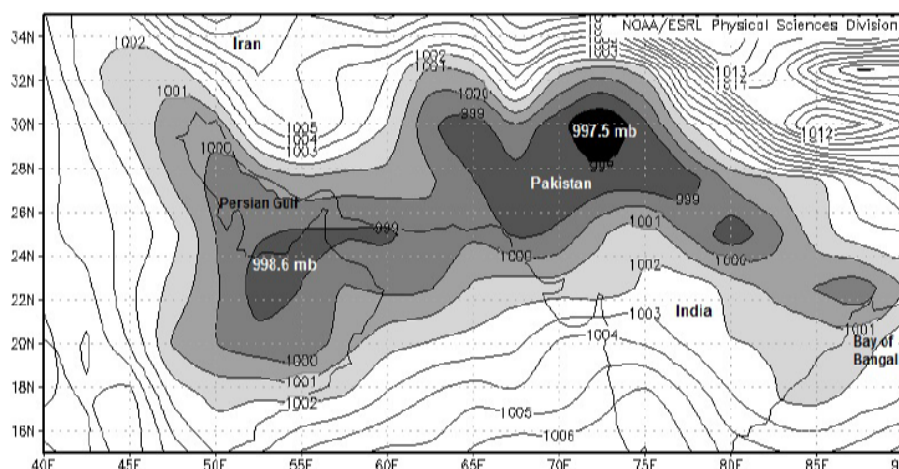 NOAA/ESRL Physical Sciences Division
34N
32N
30N
28N
26N
24N
22N
20N
18N
16N
Iran
1002
1002
1001
1013
1001
1005
1004
1003
1012
1000
999
997.5 mb
1000
Pakistan
999
Persian Gulf
999
1001
1000
1000
998.6 mb
1002
India
1003
1004
1001
Bay of
Bangal
1000
1001
1002
1005
1006
40E
45E
50E
55E
60E
65E
70E
75E
80E
85E